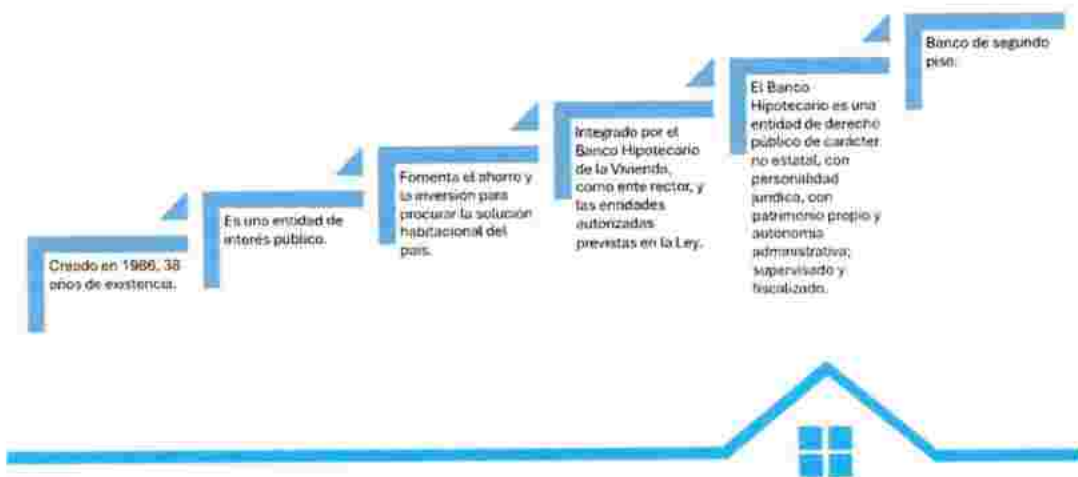 Creado en 1986, 38
años de existencia.
Es una entidad de
interés público.
Fomenta el ahorro y
la inversión para
procurar la solución
habitacional del
país.
Integrado por el
Banco Hipotecario
de la Vivienda,
como ente rector, y
las entidades
autorizadas
previstas en la Ley.
El Banco
Hipotecario es una
entidad de derecho
público de carácter
no estatal, con
personalidad
jurídica, con
patrimonio propio y
autonomía
administrativa;
supervisado y
fiscalizado.
Banco de segundo
piso.